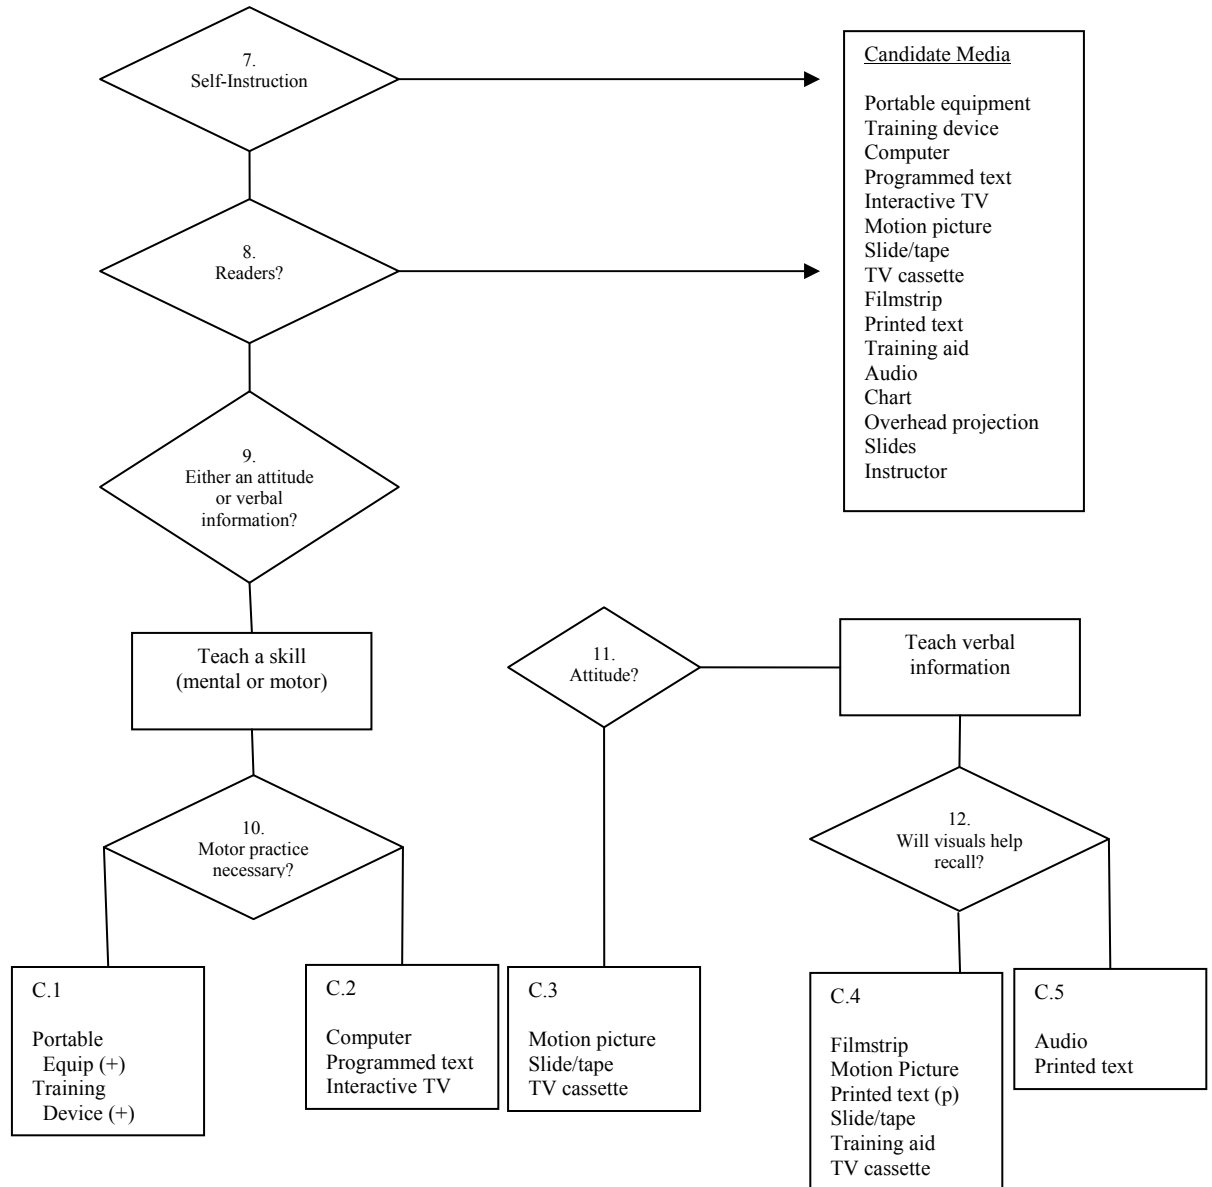 7.
Self-Instruction
Candidate Media
Portable equipment
Training device
Computer
Programmed text
Interactive TV
Motion picture
Slide/tape
TV cassette
Filmstrip
Printed text
Training aid
Audio
Chart
Overhead projection
Slides
Instructor
8.
Readers?
9.
Either an attitude
or verbal
information?
Teach a skill
(mental or motor)
11.
Attitude?
Teach verbal
information
10.
Motor practice
necessary?
12.
Will visuals help
recall?
C.1
Portable
Equip (+)
Training
Device (+)
C.2
Computer
Programmed text
Interactive TV
C.3
Motion picture
Slide/tape
TV cassette
C.4
Filmstrip
Motion Picture
Printed text (p)
Slide/tape
Training aid
TV cassette
C.5
Audio
Printed text